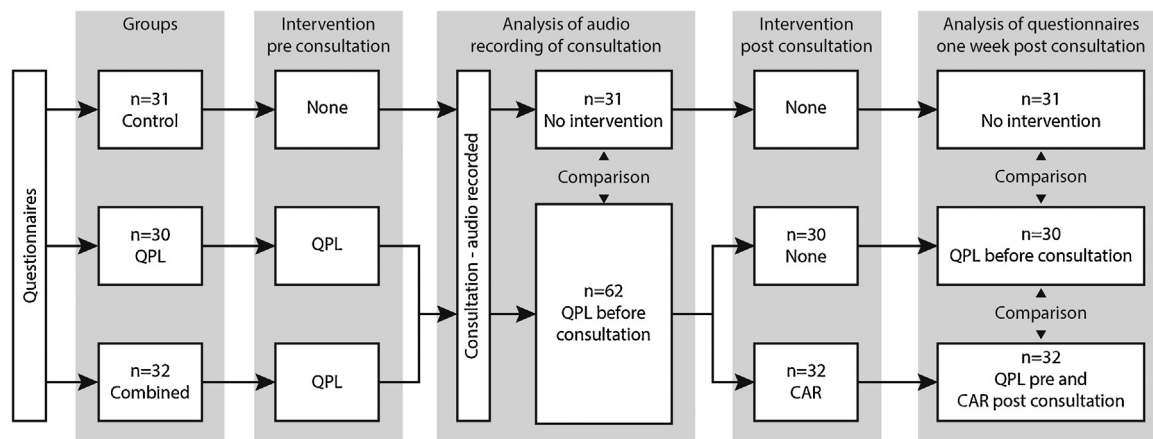 Groups
Intervention
pre consultation
Analysis of audio
recording of consultation
Intervention
post consultation
Analysis of questionnaires
one week post consultation
Questionnaires
n=31
Control
None
Consultation - audio recorded
n=31
No intervention
None
n=31
No intervention
Comparison
Comparison
n=30
QPL
QPL
n=62
QPL before
consultation
n=30
None
n=30
QPL before consultation
Comparison
n=32
Combined
QPL
n=32
CAR
n=32
QPL pre and
CAR post consultation